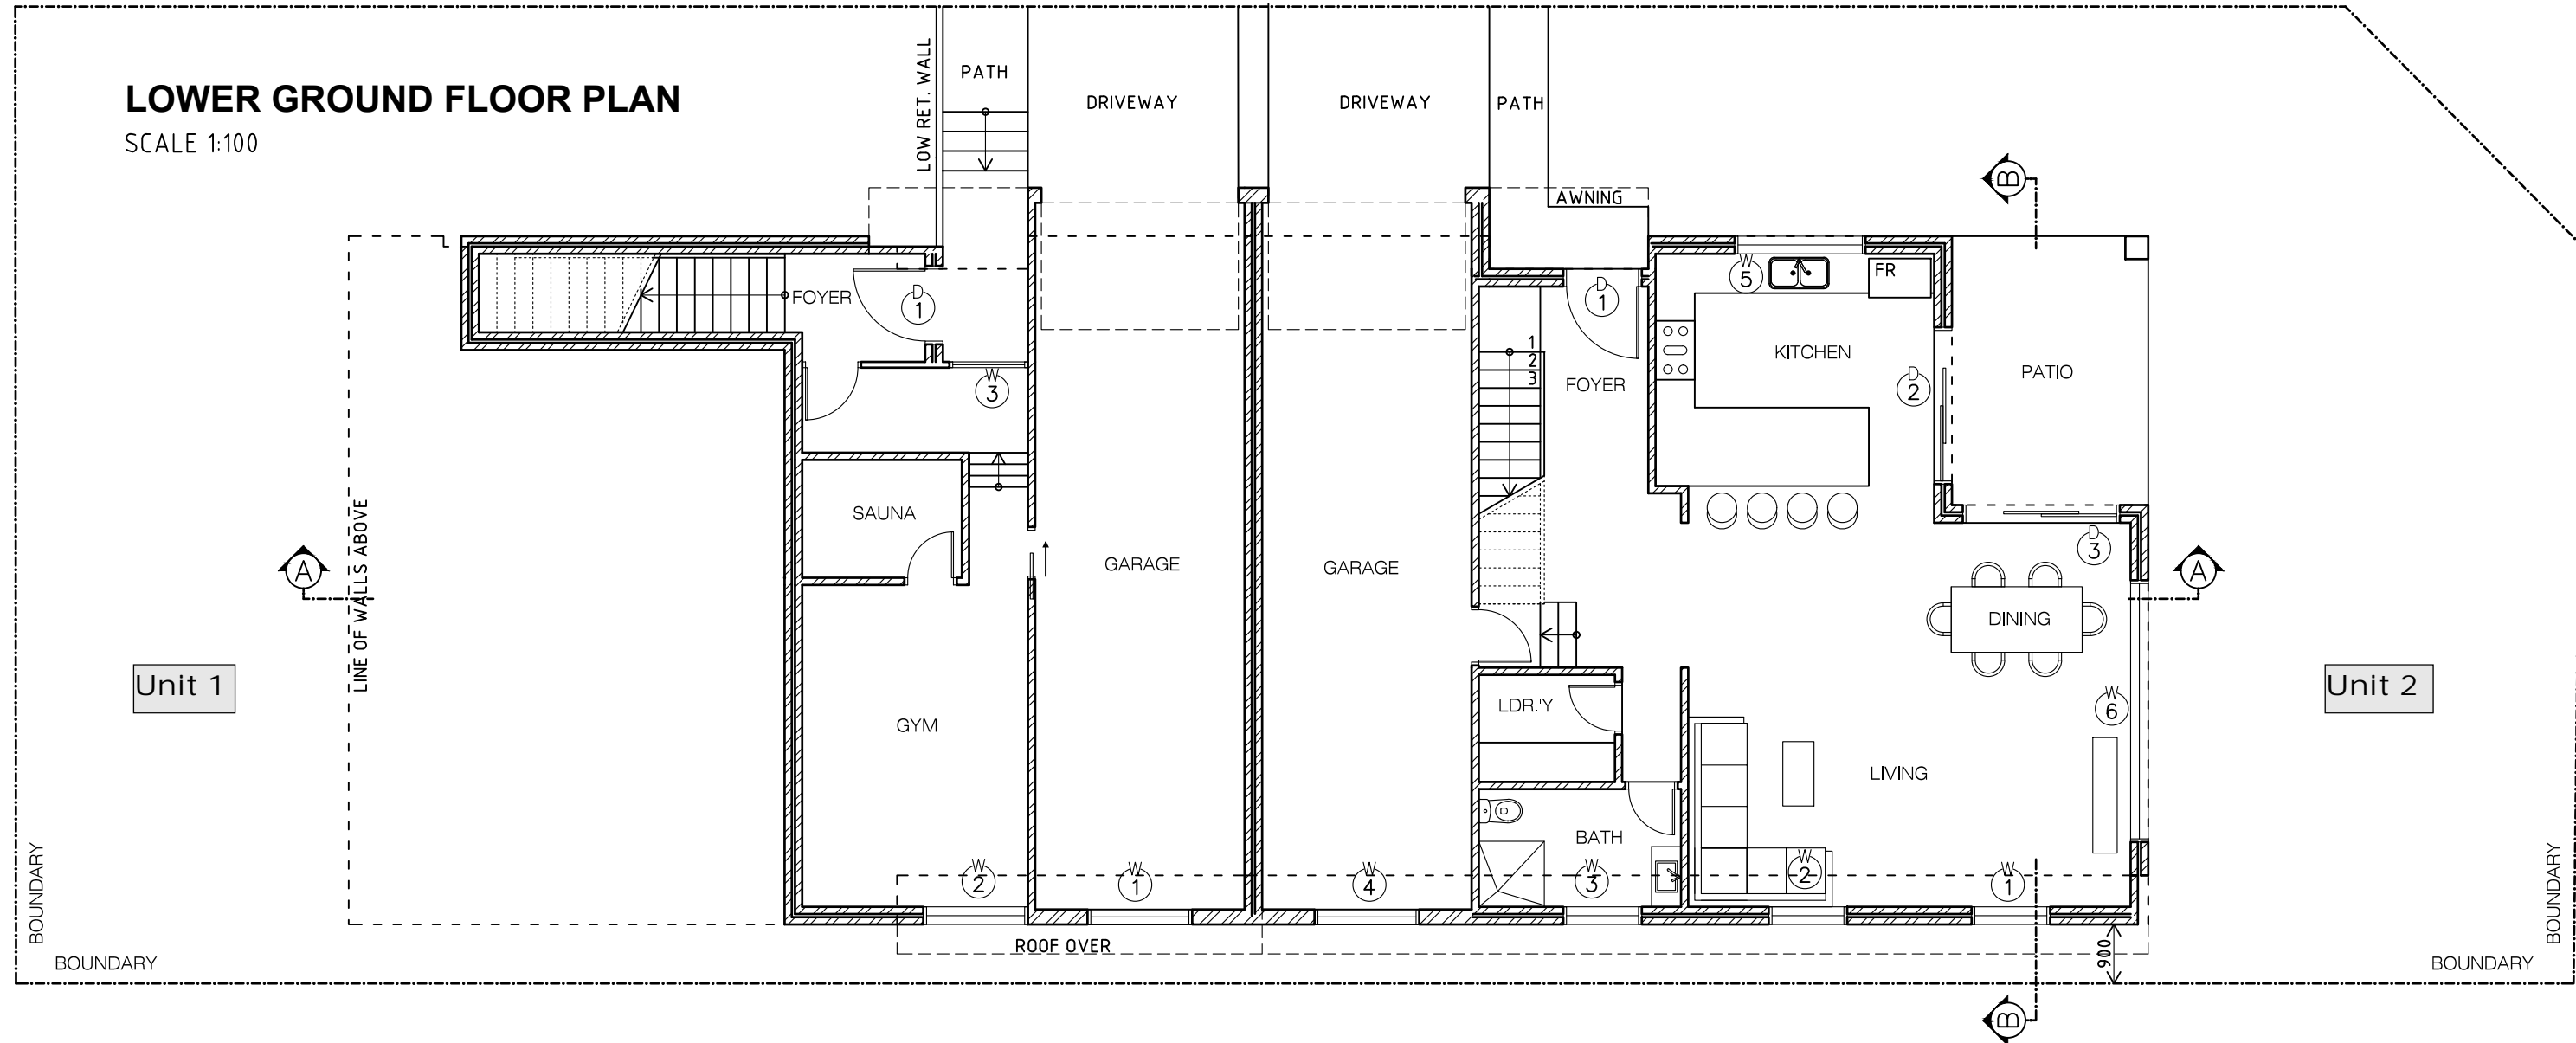 LOWER GROUND FLOOR PLAN
SCALE 1:100
LOW RET. WALL
PATH
DRIVEWAY
DRIVEWAY
PATH
AWNING
B
FOYER
D
1
W
3
D
1
1
2
3
FOYER
W
5
FR
KITCHEN
D
2
PATIO
SAUNA
GARAGE
GARAGE
D
3
A
A
LINE OF WALLS ABOVE
DINING
Unit 1
Unit 2
GYM
LDR.'Y
W
6
LIVING
BATH
W
2
W
1
W
4
W
3
W
2
W
1
ROOF OVER
900
BOUNDARY
BOUNDARY
BOUNDARY
BOUNDARY
B